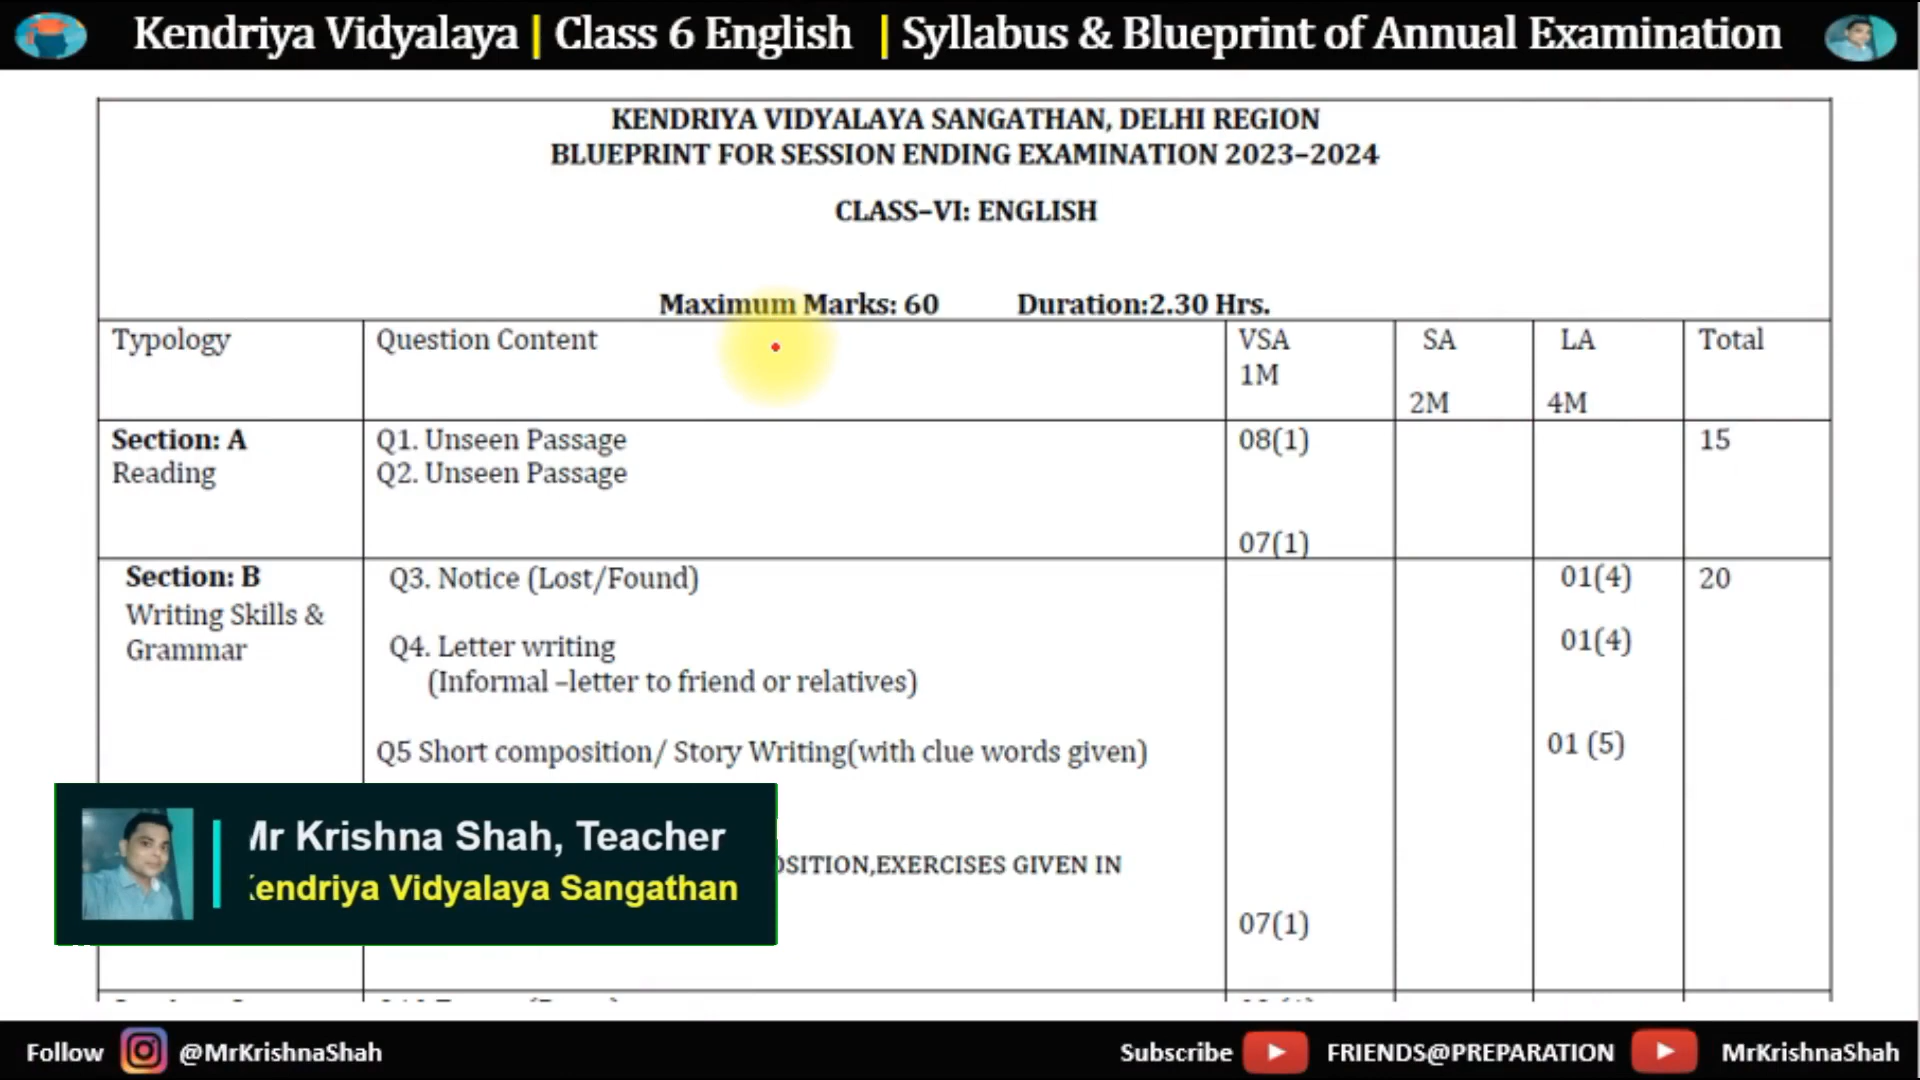 Kendriya Vidyalaya | Class 6 English | Syllabus & Blueprint of Annual Examination
KENDRIYA VIDYALAYA SANGATHAN, DELHI REGION
BLUEPRINT FOR SESSION ENDING EXAMINATION 2023–2024
CLASS–VI: ENGLISH
Maximum Marks: 60 Duration:2.30 Hrs.
Typology Question Content VSA SA LA Total
1M
2M 4M
Section: A Q1. Unseen Passage 08(1) 15
Reading Q2. Unseen Passage
07(1)
Section: B Q3. Notice (Lost/Found) 01(4) 20
Writing Skills &
Grammar Q4. Letter writing 01(4)
(Informal –letter to friend or relatives)
Q5 Short composition/ Story Writing(with clue words given) 01 (5)
Mr Krishna Shah, Teacher
OSITION,EXERCISES GIVEN IN
Kendriya Vidyalaya Sangathan
07(1)
Follow @MrKrishnaShah Subscribe FRIENDS@PREPARATION MrKrishnaShah